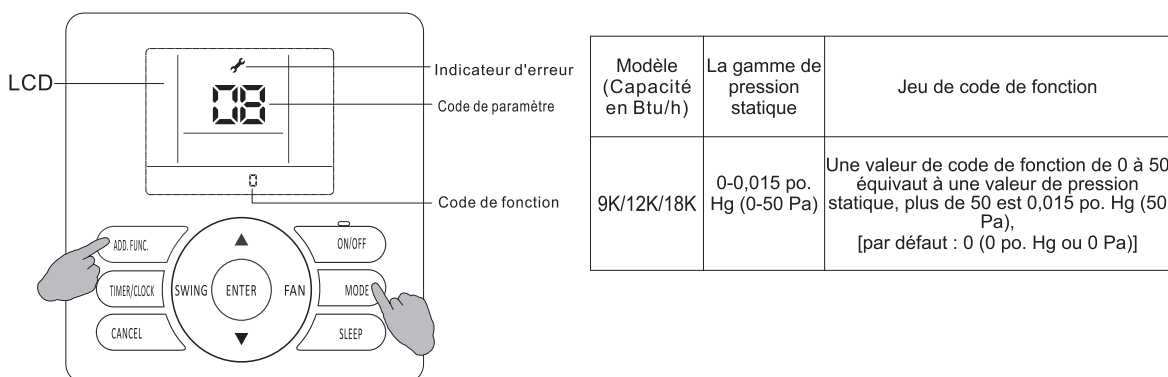 LCD
Indicateur d'erreur
08
Code de paramètre
0
Code de fonction
ADD. FUNC.
ON/OFF
TIMER/CLOCK
SWING
ENTER
FAN
MODE
CANCEL
SLEEP
Modèle
(Capacité
en Btu/h)
La gamme de
pression
statique
Jeu de code de fonction
9K/12K/18K
0-0,015 po.
Hg (0-50 Pa)
Une valeur de code de fonction de 0 à 50
équivaut à une valeur de pression
statique, plus de 50 est 0,015 po. Hg (50
Pa),
[par défaut : 0 (0 po. Hg ou 0 Pa)]